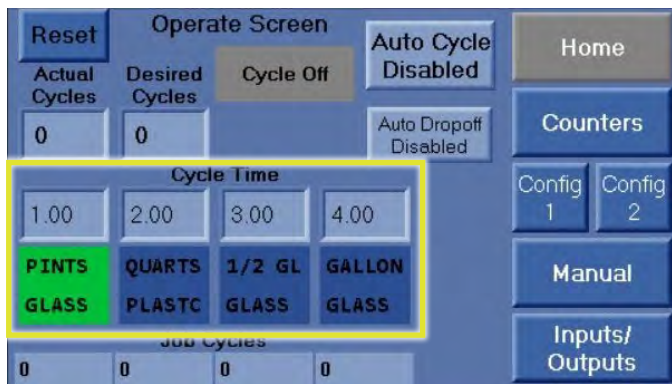 Reset
Operate Screen
Auto Cycle
Disabled
Home
Actual
Cycles
Desired
Cycles
Cycle Off
0
0
Auto Dropoff
Disabled
Counters
Cycle Time
Config
1
Config
2
1.00
2.00
3.00
4.00
PINTS
GLASS
QUARTS
PLASTC
1/2 GL
GLASS
GALLON
GLASS
Manual
Job Cycles
0
0
0
0
Inputs/
Outputs